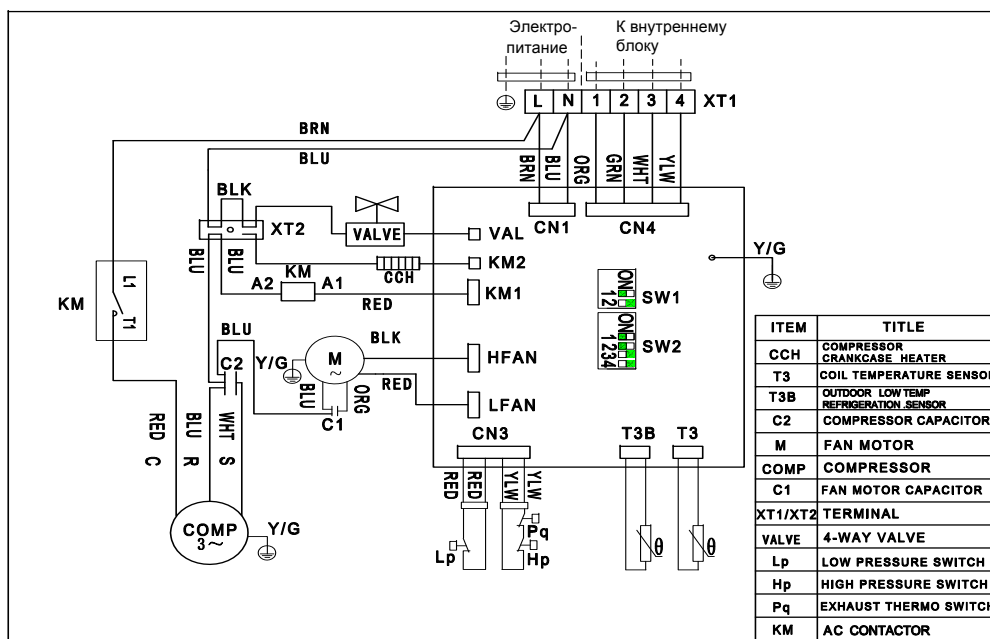 Электро-
питание
К внутреннему
блоку
L N 1 2 3 4 XT1
BRN
BLU
BRN BLU ORG GRN WHT YLW
BLK
XT2
VALVE
VAL
CN1
CN4
Y/G
BLU BLU
CCH
KM2
KM
A2 A1
RED
KM1
ON
12
SW1
ON
1234
SW2
KM
L1
T1
BLU
C2
Y/G
M
~
BLK
HFAN
RED
LFAN
BLU ORG
C1
RED C
BLU R
WHT S
COMP
3~
Y/G
CN3
RED RED YLW YLW
Lp
Pq
Hp
T3B
T3
θ
θ
ITEM TITLE
CCH COMPRESSOR
CRANKCASE HEATER
T3 COIL TEMPERATURE SENSO
T3B OUTDOOR LOW TEMP
REFRIGERATION .SENSOR
C2 COMPRESSOR CAPACITOR
M FAN MOTOR
COMP COMPRESSOR
C1 FAN MOTOR CAPACITOR
XT1/XT2 TERMINAL
VALVE 4-WAY VALVE
Lp LOW PRESSURE SWITCH
Hp HIGH PRESSURE SWITCH
Pq EXHAUST THERMO SWITCH
KM AC CONTACTOR